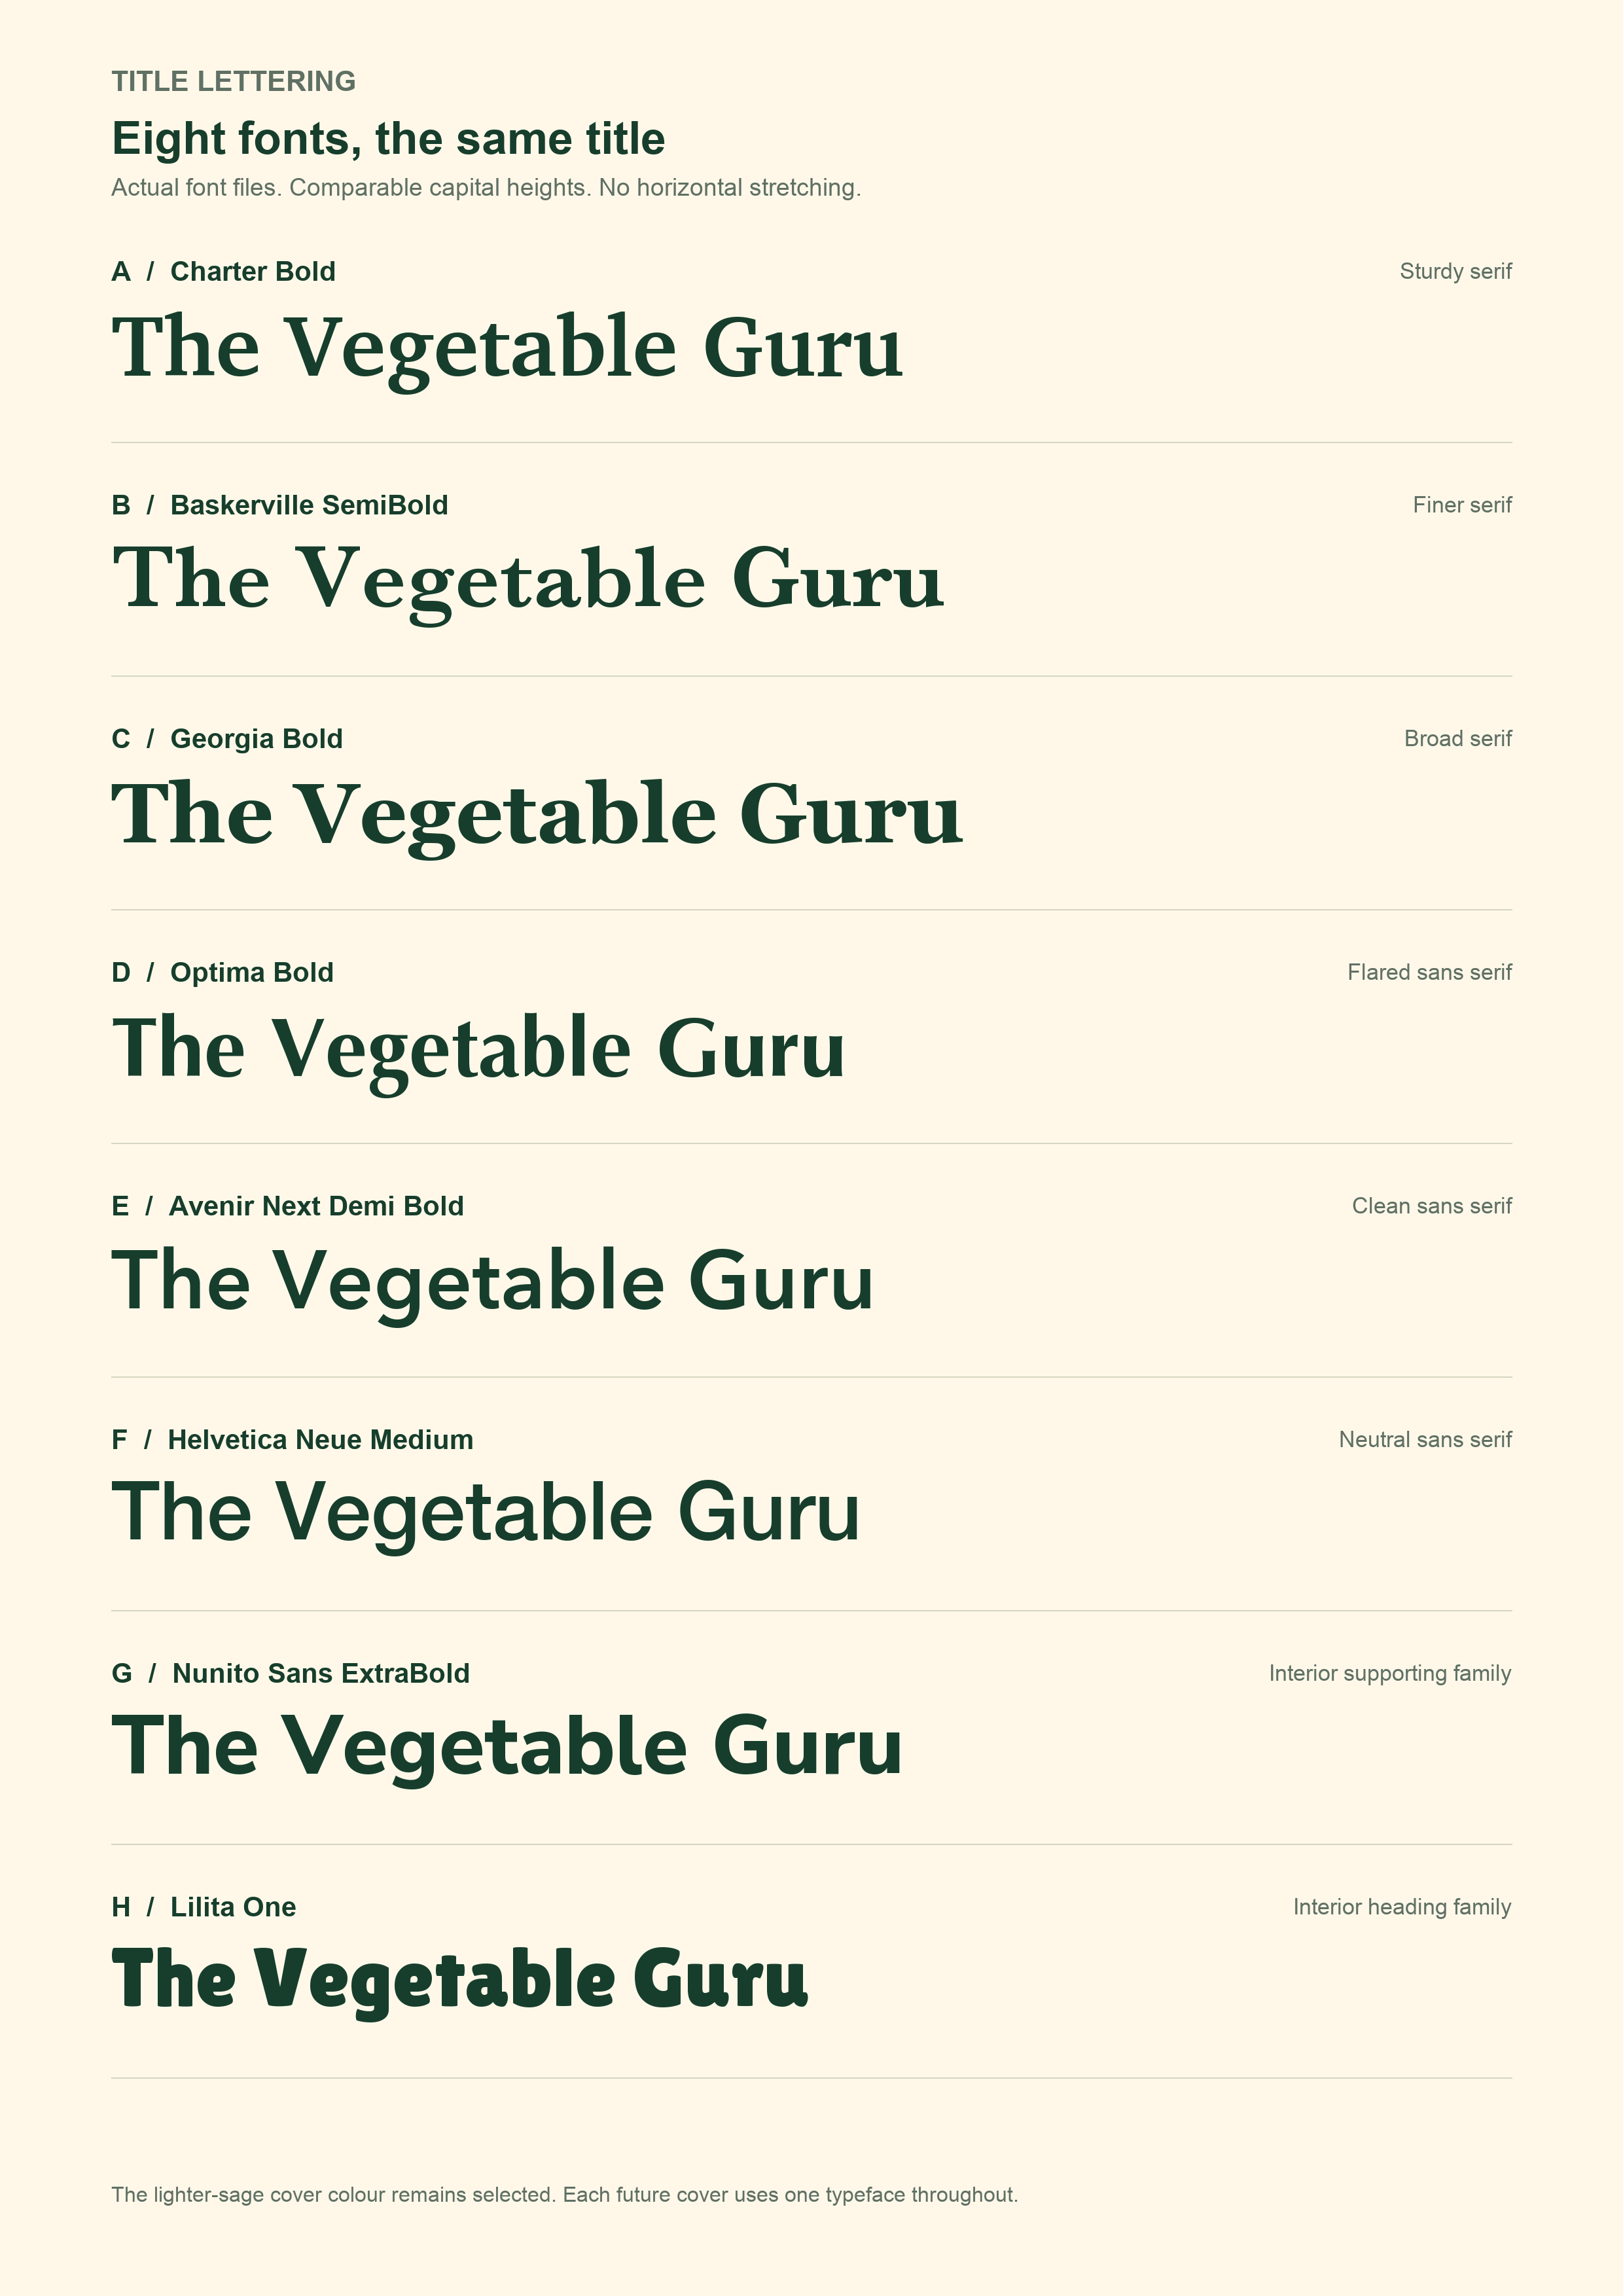 TITLE LETTERING
Eight fonts, the same title
Actual font files. Comparable capital heights. No horizontal stretching.
A / Charter Bold
Sturdy serif
The Vegetable Guru
B / Baskerville SemiBold
Finer serif
The Vegetable Guru
C / Georgia Bold
Broad serif
The Vegetable Guru
D / Optima Bold
Flared sans serif
The Vegetable Guru
E / Avenir Next Demi Bold
Clean sans serif
The Vegetable Guru
F / Helvetica Neue Medium
Neutral sans serif
The Vegetable Guru
G / Nunito Sans ExtraBold
Interior supporting family
The Vegetable Guru
H / Lilita One
Interior heading family
The Vegetable Guru
The lighter-sage cover colour remains selected. Each future cover uses one typeface throughout.